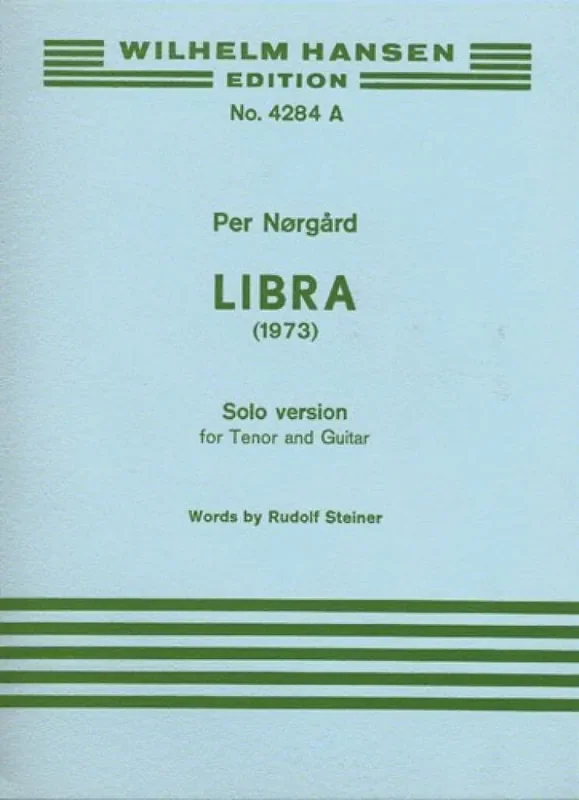 WILHELM HANSEN
EDITION
No. 4284 A
Per Nørgård
LIBRA
(1973)
Solo version
for Tenor and Guitar
Words by Rudolf Steiner